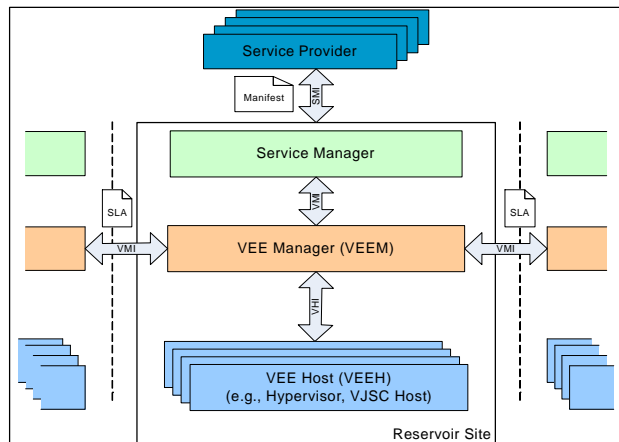 Service Provider
Manifest
SMI
Service Manager
SLA
VMI
SLA
VMI
VEE Manager (VEEM)
VMI
VHI
VEE Host (VEEH)
(e.g., Hypervisor, VJSC Host)
Reservoir Site